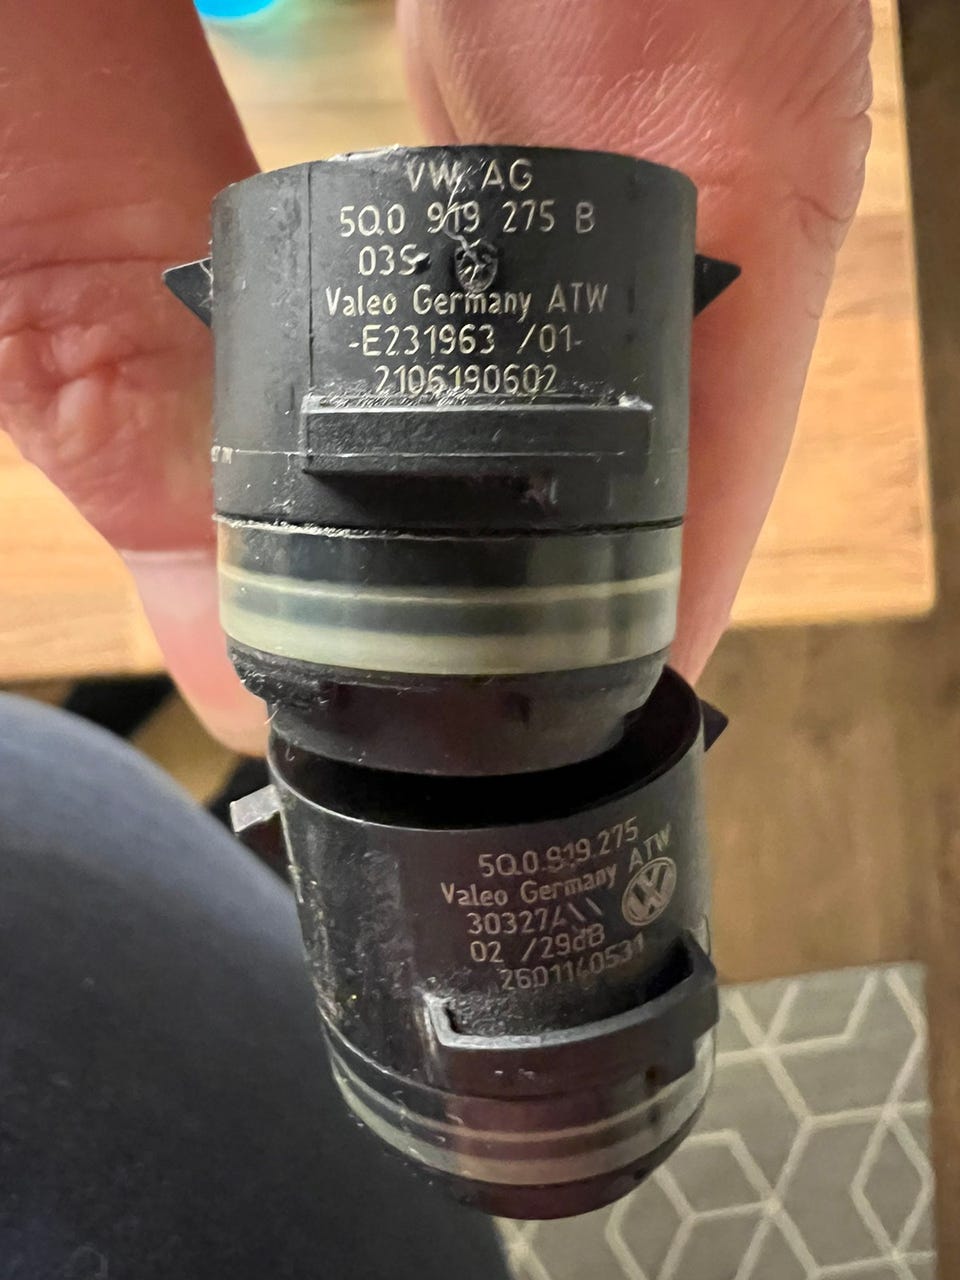 VW AG
5Q0 919 275 B
03S
Valeo Germany ATW
-E231963 /01-
2106190602
5Q0.919.275
Valeo Germany ATW
30327A\\
02 /29dB
2601140531